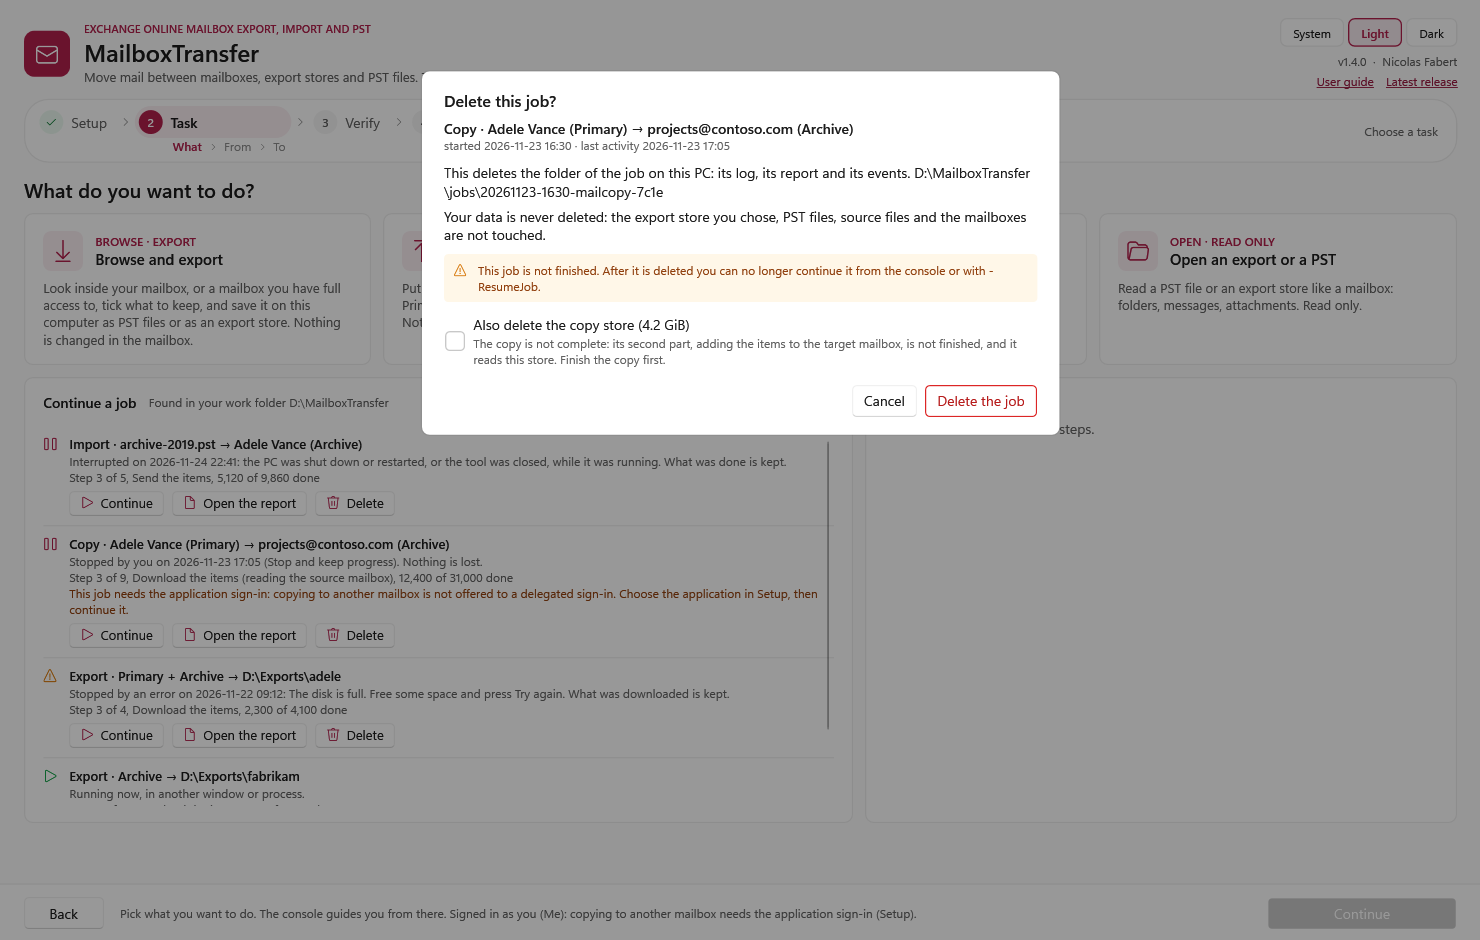 EXCHANGE ONLINE MAILBOX EXPORT, IMPORT AND PST
MailboxTransfer
Move mail between mailboxes, export stores and PST files.
System
Light
Dark
v1.4.0 · Nicolas Fabert
User guide
Latest release
Setup
2
Task
3
Verify
Choose a task
What
From
To
What do you want to do?
BROWSE · EXPORT
Browse and export
Look inside your mailbox, or a mailbox you have full
access to, tick what to keep, and save it on this
computer as PST files or as an export store. Nothing
is changed in the mailbox.
Put
OPEN · READ ONLY
Open an export or a PST
Read a PST file or an export store like a mailbox:
folders, messages, attachments. Read only.
Delete this job?
Copy · Adele Vance (Primary) → projects@contoso.com (Archive)
started 2026-11-23 16:30 · last activity 2026-11-23 17:05
This deletes the folder of the job on this PC: its log, its report and its events. D:\MailboxTransfer
\jobs\20261123-1630-mailcopy-7c1e
Your data is never deleted: the export store you chose, PST files, source files and the mailboxes
are not touched.
This job is not finished. After it is deleted you can no longer continue it from the console or with -
ResumeJob.
Also delete the copy store (4.2 GiB)
The copy is not complete: its second part, adding the items to the target mailbox, is not finished, and it
reads this store. Finish the copy first.
Cancel
Delete the job
Continue a job
Found in your work folder D:\MailboxTransfer
steps.
Import · archive-2019.pst → Adele Vance (Archive)
Interrupted on 2026-11-24 22:41: the PC was shut down or restarted, or the tool was closed, while it was running. What was done is kept.
Step 3 of 5, Send the items, 5,120 of 9,860 done
Continue
Open the report
Delete
Copy · Adele Vance (Primary) → projects@contoso.com (Archive)
Stopped by you on 2026-11-23 17:05 (Stop and keep progress). Nothing is lost.
Step 3 of 9, Download the items (reading the source mailbox), 12,400 of 31,000 done
This job needs the application sign-in: copying to another mailbox is not offered to a delegated sign-in. Choose the application in Setup, then
continue it.
Continue
Open the report
Delete
Export · Primary + Archive → D:\Exports\adele
Stopped by an error on 2026-11-22 09:12: The disk is full. Free some space and press Try again. What was downloaded is kept.
Step 3 of 4, Download the items, 2,300 of 4,100 done
Continue
Open the report
Delete
Export · Archive → D:\Exports\fabrikam
Running now, in another window or process.
Back
Pick what you want to do. The console guides you from there. Signed in as you (Me): copying to another mailbox needs the application sign-in (Setup).
Continue